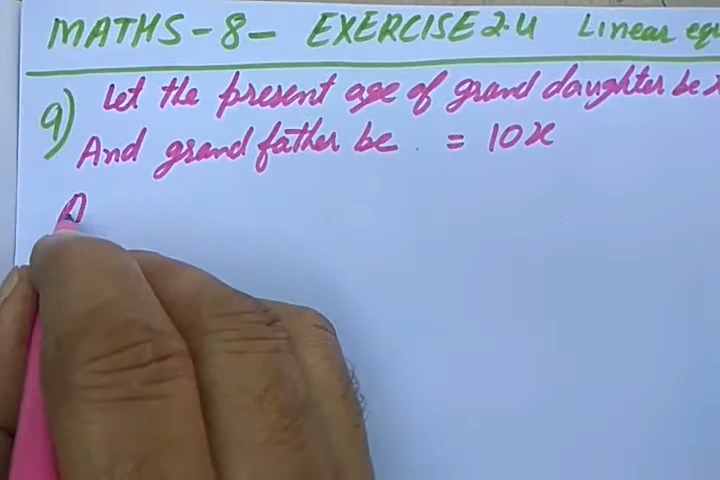 MATHS - 8 - EXERCISE 2.4 Linear equ
9) Let the present age of grand daughter be x
And grand father be = 10x
A